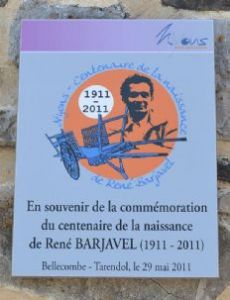 Nyons
Nyons - Centenaire de la naissance
de René Barjavel
1911
-
2011
En souvenir de la commémoration
du centenaire de la naissance
de René BARJAVEL (1911 - 2011)
Bellecombe - Tarendol, le 29 mai 2011